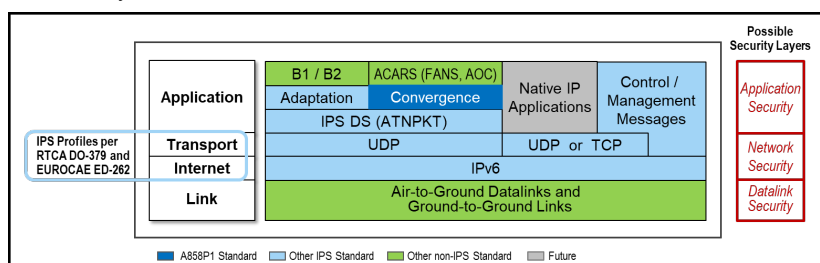 Possible
Security Layers
B1 / B2
ACARS (FANS, AOC)
Native IP
Applications
Control /
Management
Messages
Application
Adaptation
Convergence
Application
Security
IPS DS (ATNPKT)
IPS Profiles per
RTCA DO-379 and
EUROCAE ED-262
Transport
UDP
UDP or TCP
Network
Security
Internet
IPv6
Link
Air-to-Ground Datalinks and
Ground-to-Ground Links
Datalink
Security
A858P1 Standard
Other IPS Standard
Other non-IPS Standard
Future